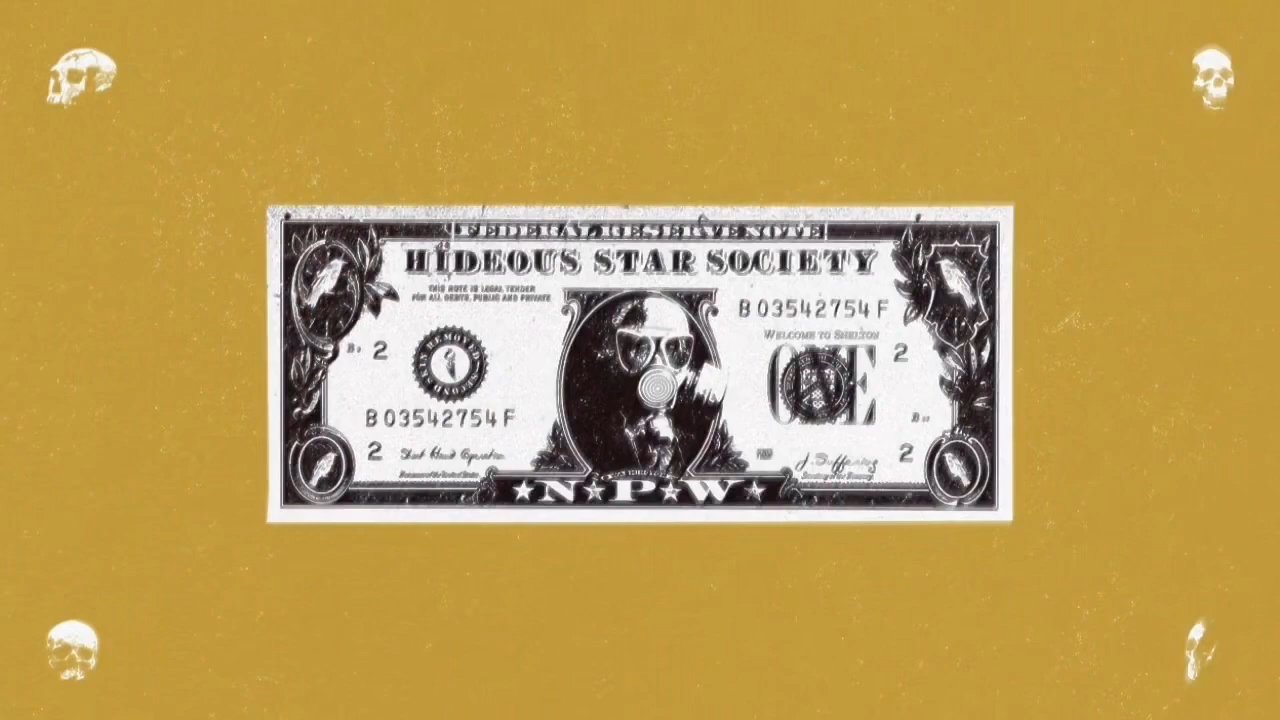 FEDERAL RESERVE NOTE
HIDEOUS STAR SOCIETY
THIS NOTE IS LEGAL TENDER
FOR ALL DEBTS, PUBLIC AND PRIVATE
B 03542754 F
WELCOME TO SHELTON
B 2
2
ONE
B 03542754 F
B
2
2
★N★P★W★